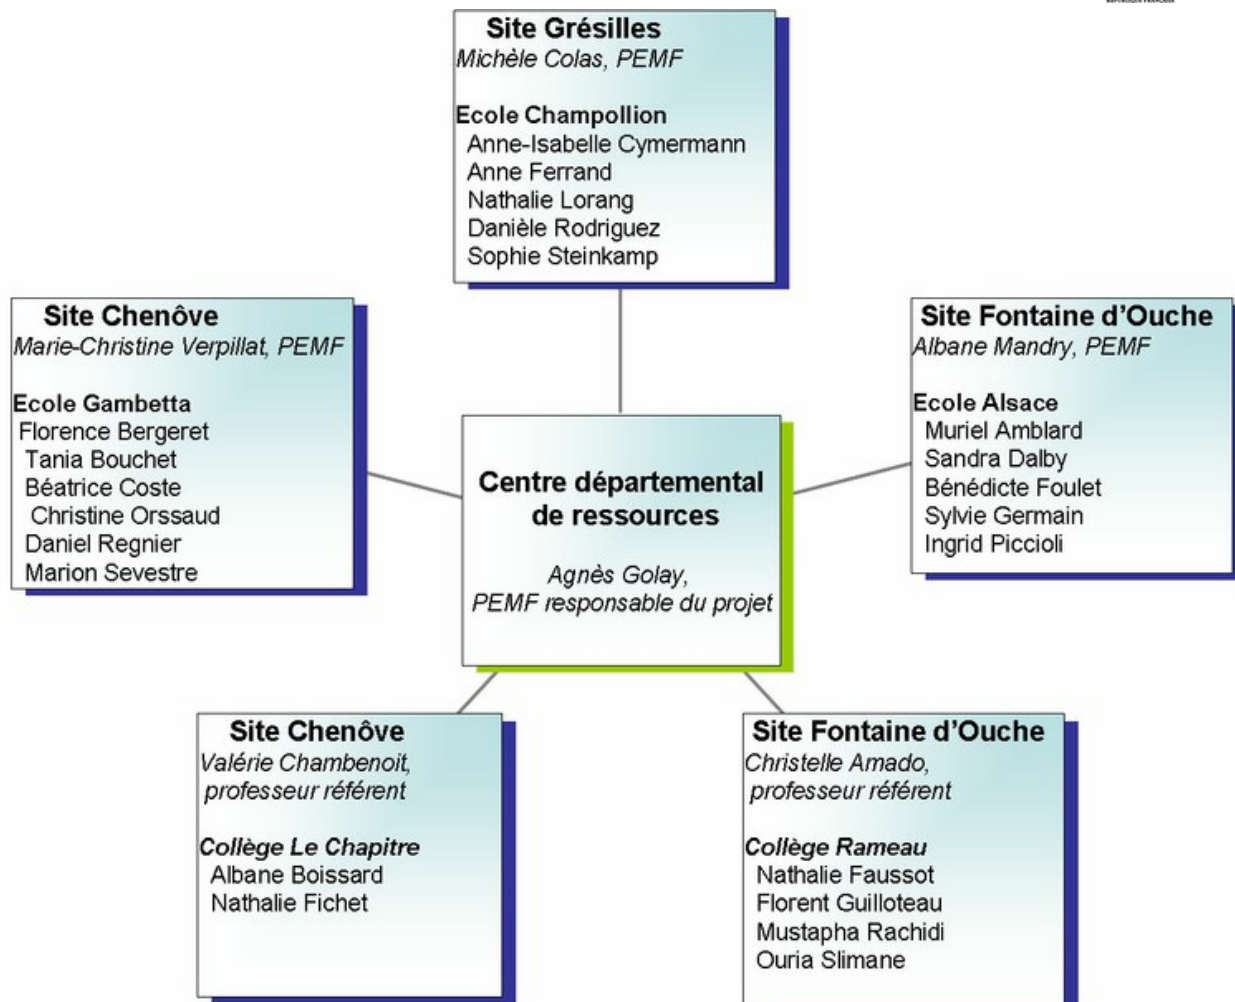 RÉPUBLIQUE FRANÇAISE
Site Grésilles
Michèle Colas, PEMF
Ecole Champollion
Anne-Isabelle Cymermann
Anne Ferrand
Nathalie Lorang
Danièle Rodriguez
Sophie Steinkamp
Site Chenôve
Marie-Christine Verpillat, PEMF
Ecole Gambetta
Florence Bergeret
Tania Bouchet
Béatrice Coste
Christine Orssaud
Daniel Regnier
Marion Sevestre
Site Fontaine d'Ouche
Albane Mandry, PEMF
Ecole Alsace
Muriel Amblard
Sandra Dalby
Bénédicte Foulet
Sylvie Germain
Ingrid Piccioli
Centre départemental
de ressources
Agnès Golay,
PEMF responsable du projet
Site Chenôve
Valérie Chambenoit,
professeur référent
Collège Le Chapitre
Albane Boissard
Nathalie Fichet
Site Fontaine d'Ouche
Christelle Amado,
professeur référent
Collège Rameau
Nathalie Faussot
Florent Guilloteau
Mustapha Rachidi
Ouria Slimane